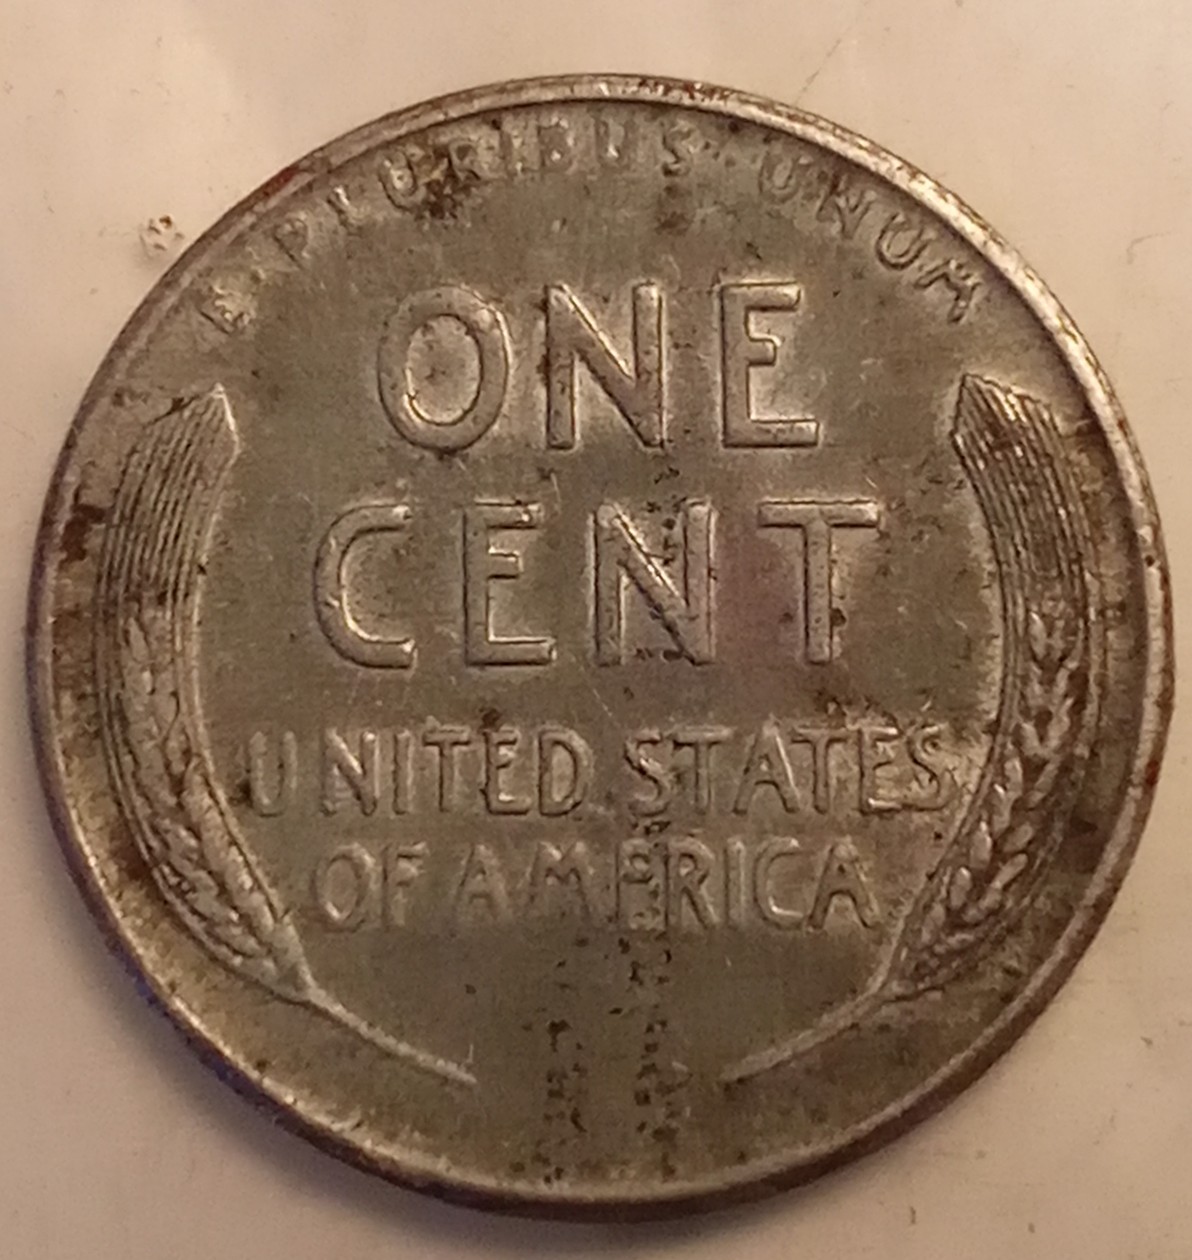 E·PLURIBUS·UNUM
ONE
CENT
UNITED STATES
OF AMERICA